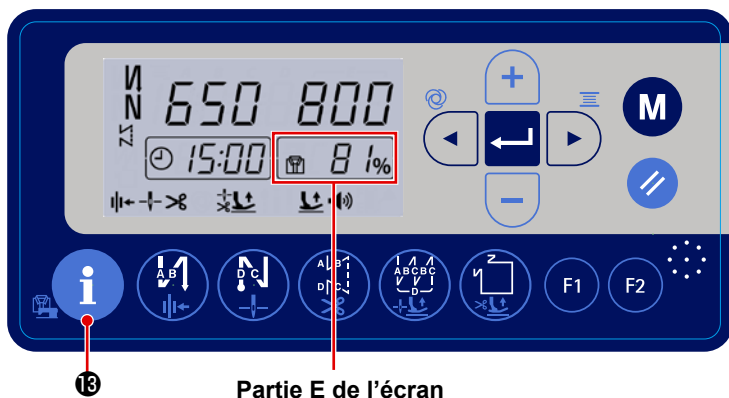 N
650 800
15:00 81%
M
i
A B
D C
A B
D C
A B C B C
D
F1
F2
⓭
Partie E de l’écran